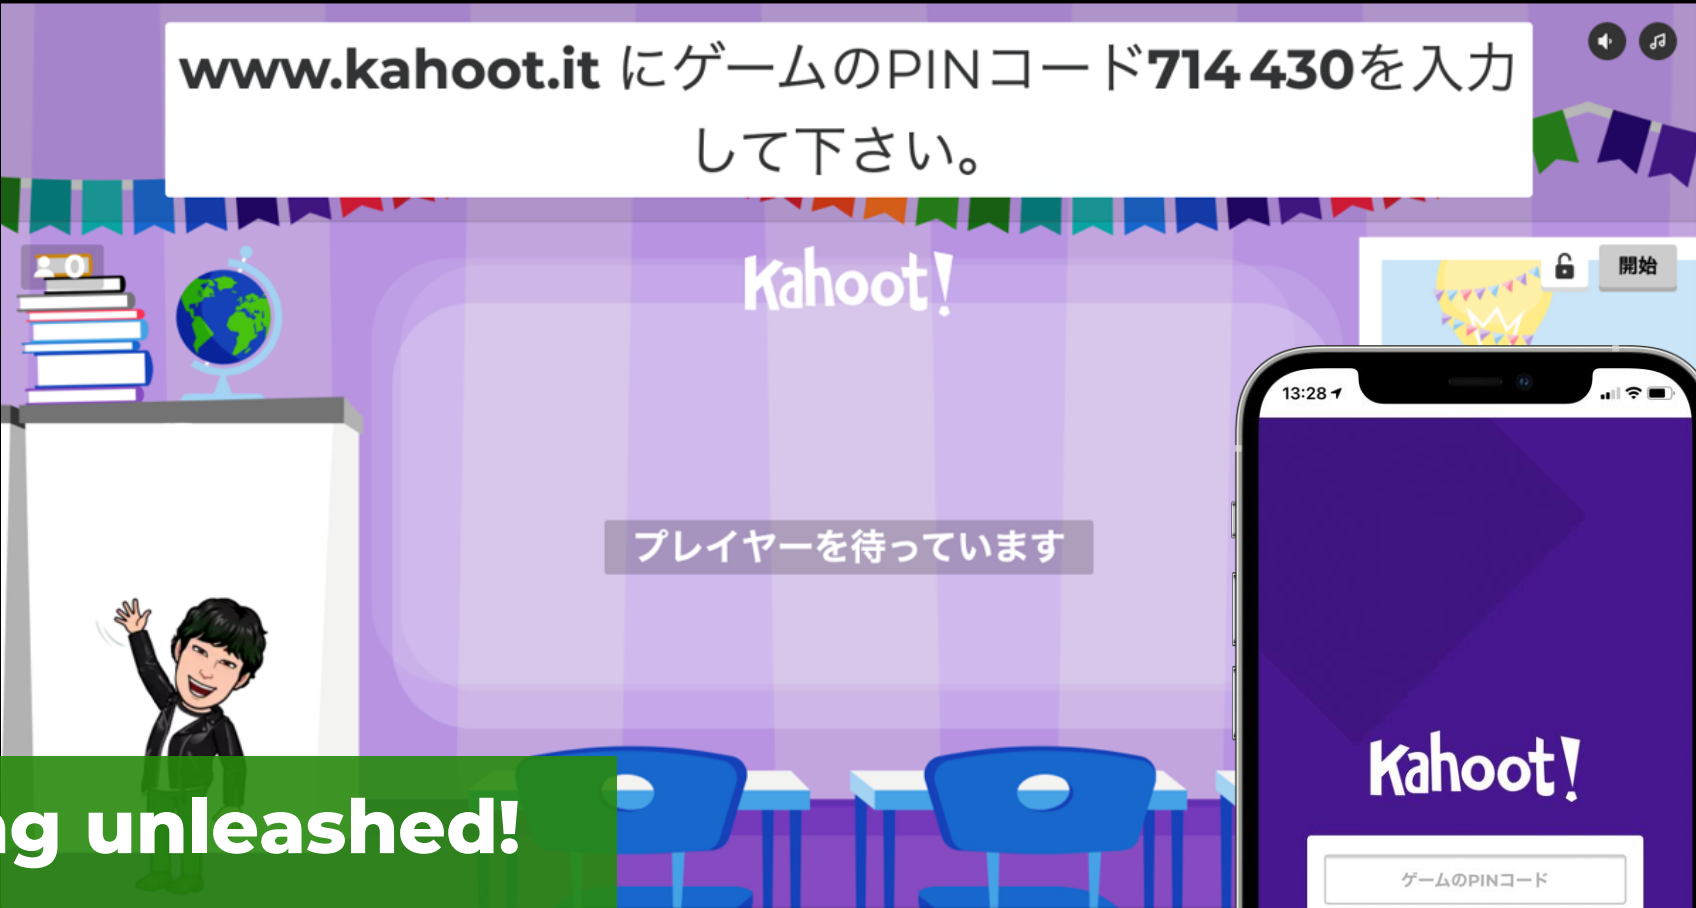 www.kahoot.it にゲームのPINコード714 430を入力
して下さい。
0
Kahoot!
開始
13:28
プレイヤーを待っています
Kahoot!
unleashed!
ゲームのPINコード